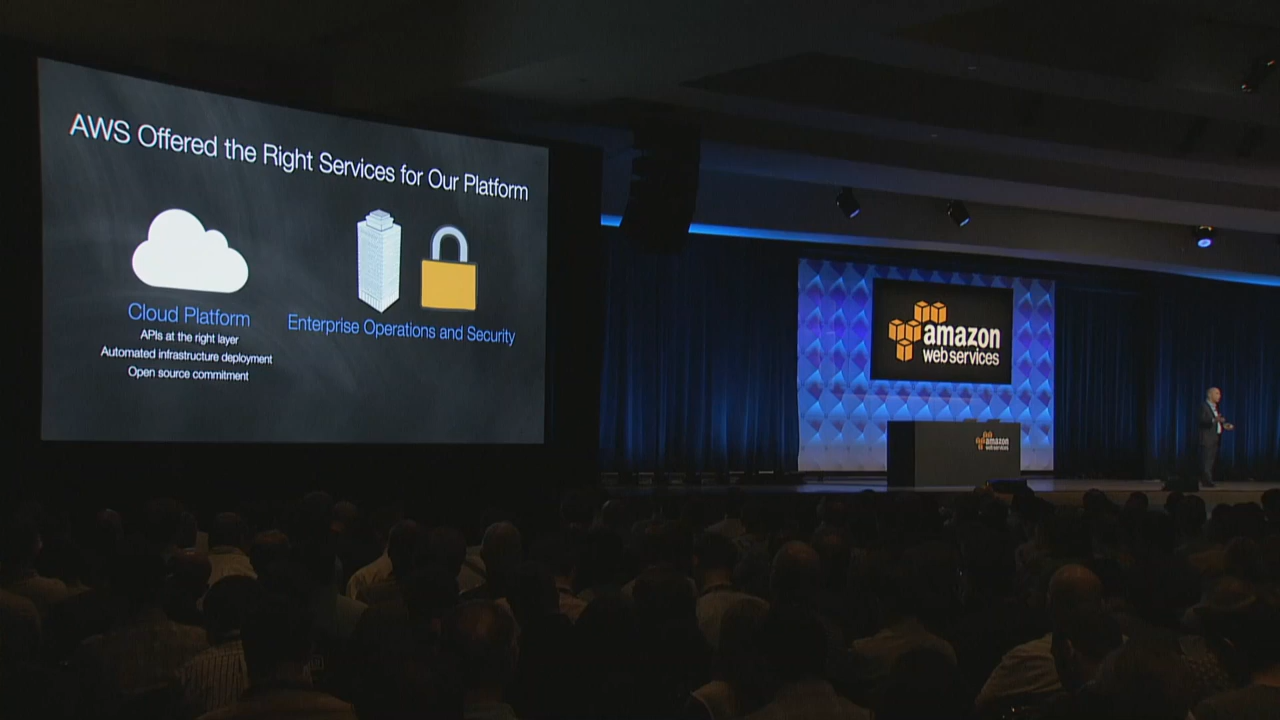 AWS Offered the Right Services for Our Platform
Cloud Platform
APIs at the right layer
Automated infrastructure deployment
Open source commitment
Enterprise Operations and Security
amazon
web services
amazon
web services